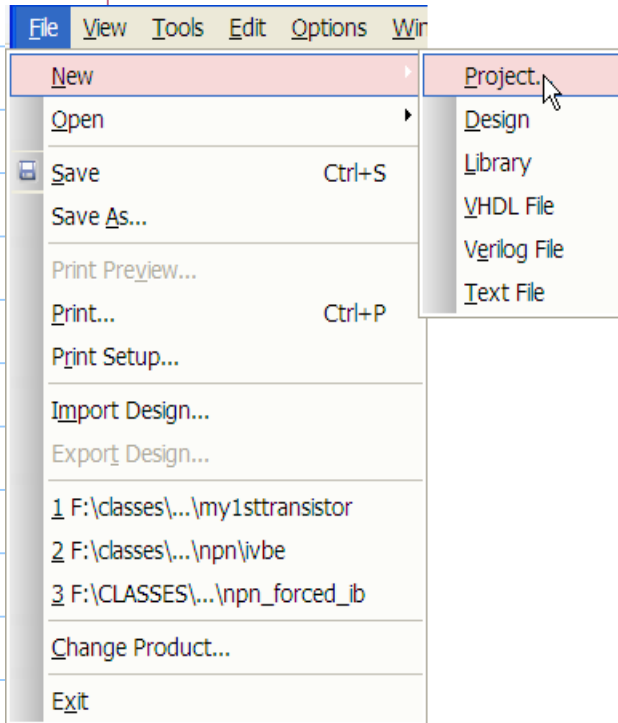 File View Tools Edit Options Wir
New
Open
Save Ctrl+S
Save As...
Print Preview...
Print... Ctrl+P
Print Setup...
Import Design...
Export Design...
1 F:\classes\...\my1sttransistor
2 F:\classes\...\npn\ivbe
3 F:\CLASSES\...\npn_forced_ib
Change Product...
Exit
Project..
Design
Library
VHDL File
Verilog File
Text File